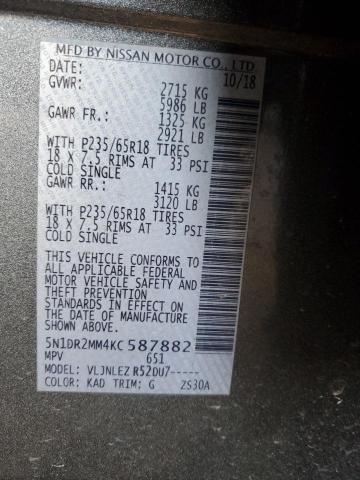 MFD BY NISSAN MOTOR CO., LTD
DATE: 10/18
GVWR: 2715 KG
5986 LB
GAWR FR.: 1325 KG
2921 LB
WITH P235/65R18 TIRES
18 X 7.5 RIMS AT 33 PSI
COLD SINGLE
GAWR RR.: 1415 KG
3120 LB
WITH P235/65R18 TIRES
18 X 7.5 RIMS AT 33 PSI
COLD SINGLE
THIS VEHICLE CONFORMS TO
ALL APPLICABLE FEDERAL
MOTOR VEHICLE SAFETY AND
THEFT PREVENTION
STANDARDS IN EFFECT ON
THE DATE OF MANUFACTURE
SHOWN ABOVE.
5N1DR2MM4KC587882
MPV 651
MODEL: VLJNLEZ R52DU7-----
COLOR: KAD TRIM: G 2S30A